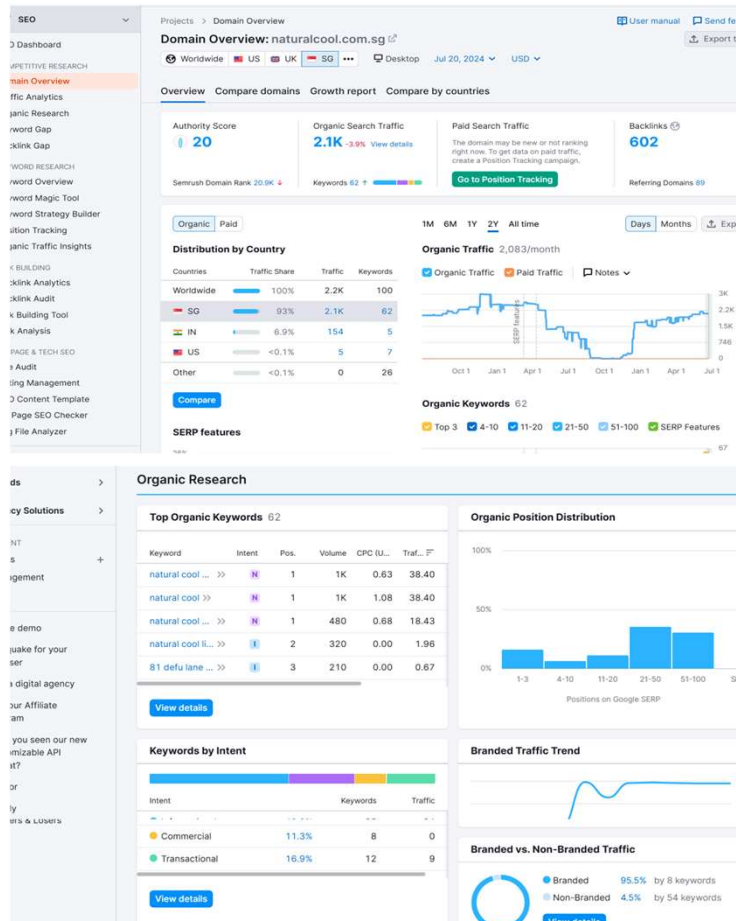 SEO
Projects > Domain Overview
User manual
Send fe
O Dashboard
Domain Overview: naturalcool.com.sg
Export t
MPETITIVE RESEARCH
Worldwide US UK SG ••• Desktop Jul 20, 2024 USD
main Overview
ffic Analytics
Overview Compare domains Growth report Compare by countries
ganic Research
yword Gap
cklink Gap
Authority Score
20
Semrush Domain Rank 20.9K ↓
Organic Search Traffic
2.1K -3.9% View details
Keywords 62 ↑
Paid Search Traffic
The domain may be new or not ranking
right now. To get data on paid traffic,
create a Position Tracking campaign.
Go to Position Tracking
Backlinks
602
Referring Domains 89
YWORD RESEARCH
yword Overview
yword Magic Tool
yword Strategy Builder
sition Tracking
ganic Traffic Insights
K BUILDING
cklink Analytics
cklink Audit
k Building Tool
k Analysis
PAGE & TECH SEO
e Audit
ting Management
O Content Template
Page SEO Checker
g File Analyzer
Organic Paid
Distribution by Country
Countries Traffic Share Traffic Keywords
Worldwide 100% 2.2K 100
SG 93% 2.1K 62
IN 6.9% 154 5
US <0.1% 5 7
Other <0.1% 0 26
Compare
SERP features
1M 6M 1Y 2Y All time
Days Months Exp
Organic Traffic 2,083/month
Organic Traffic Paid Traffic Notes
SERP features
3K
2.2K
1.5K
746
0
Oct 1 Jan 1 Apr 1 Jul 1 Oct 1 Jan 1 Apr 1 Jul 1
Organic Keywords 62
Top 3 4-10 11-20 21-50 51-100 SERP Features
67
ds
cy Solutions
NT
s +
gement
e demo
quake for your
ser
a digital agency
our Affiliate
am
you seen our new
omizable API
at?
or
ly
ers & Losers
Organic Research
Top Organic Keywords 62
Keyword Intent Pos. Volume CPC (U... Traf...
natural cool ... >> N 1 1K 0.63 38.40
natural cool >> N 1 1K 1.08 38.40
natural cool ... >> N 1 480 0.68 18.43
natural cool li... >> I 2 320 0.00 1.96
81 defu lane ... >> I 3 210 0.00 0.67
View details
Organic Position Distribution
100%
50%
0%
1-3 4-10 11-20 21-50 51-100 S
Positions on Google SERP
Keywords by Intent
Intent Keywords Traffic
Commercial 11.3% 8 0
Transactional 16.9% 12 9
View details
Branded Traffic Trend
Branded vs. Non-Branded Traffic
Branded 95.5% by 8 keywords
Non-Branded 4.5% by 54 keywords
View details